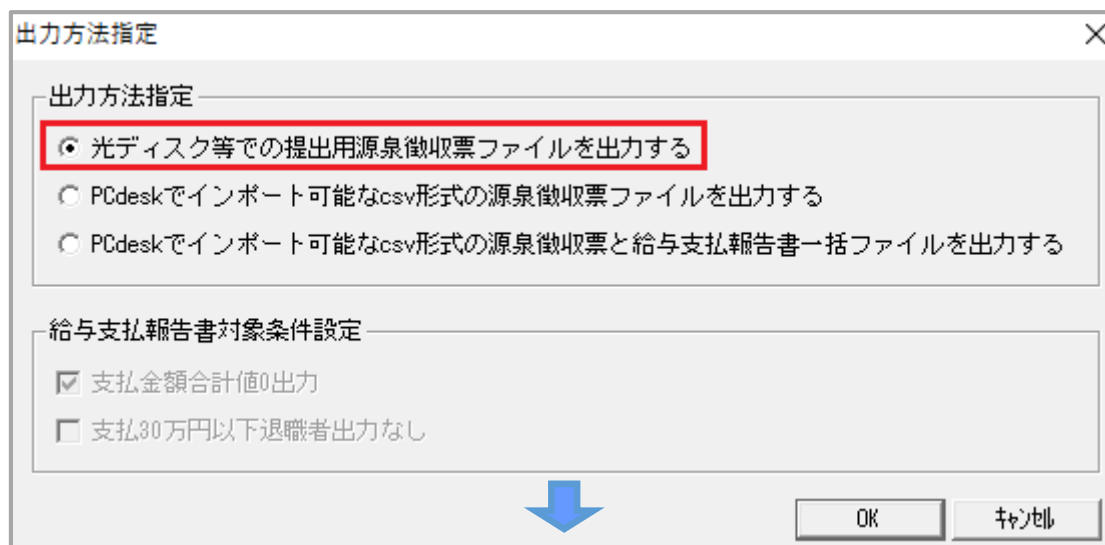 出力方法指定
出力方法指定
光ディスク等での提出用源泉徴収票ファイルを出力する
PCdeskでインポート可能なcsv形式の源泉徴収票ファイルを出力する
PCdeskでインポート可能なcsv形式の源泉徴収票と給与支払報告書一括ファイルを出力する
給与支払報告書対象条件設定
支払金額合計値0出力
支払30万円以下退職者出力なし
OK ｷｬﾝｾﾙ